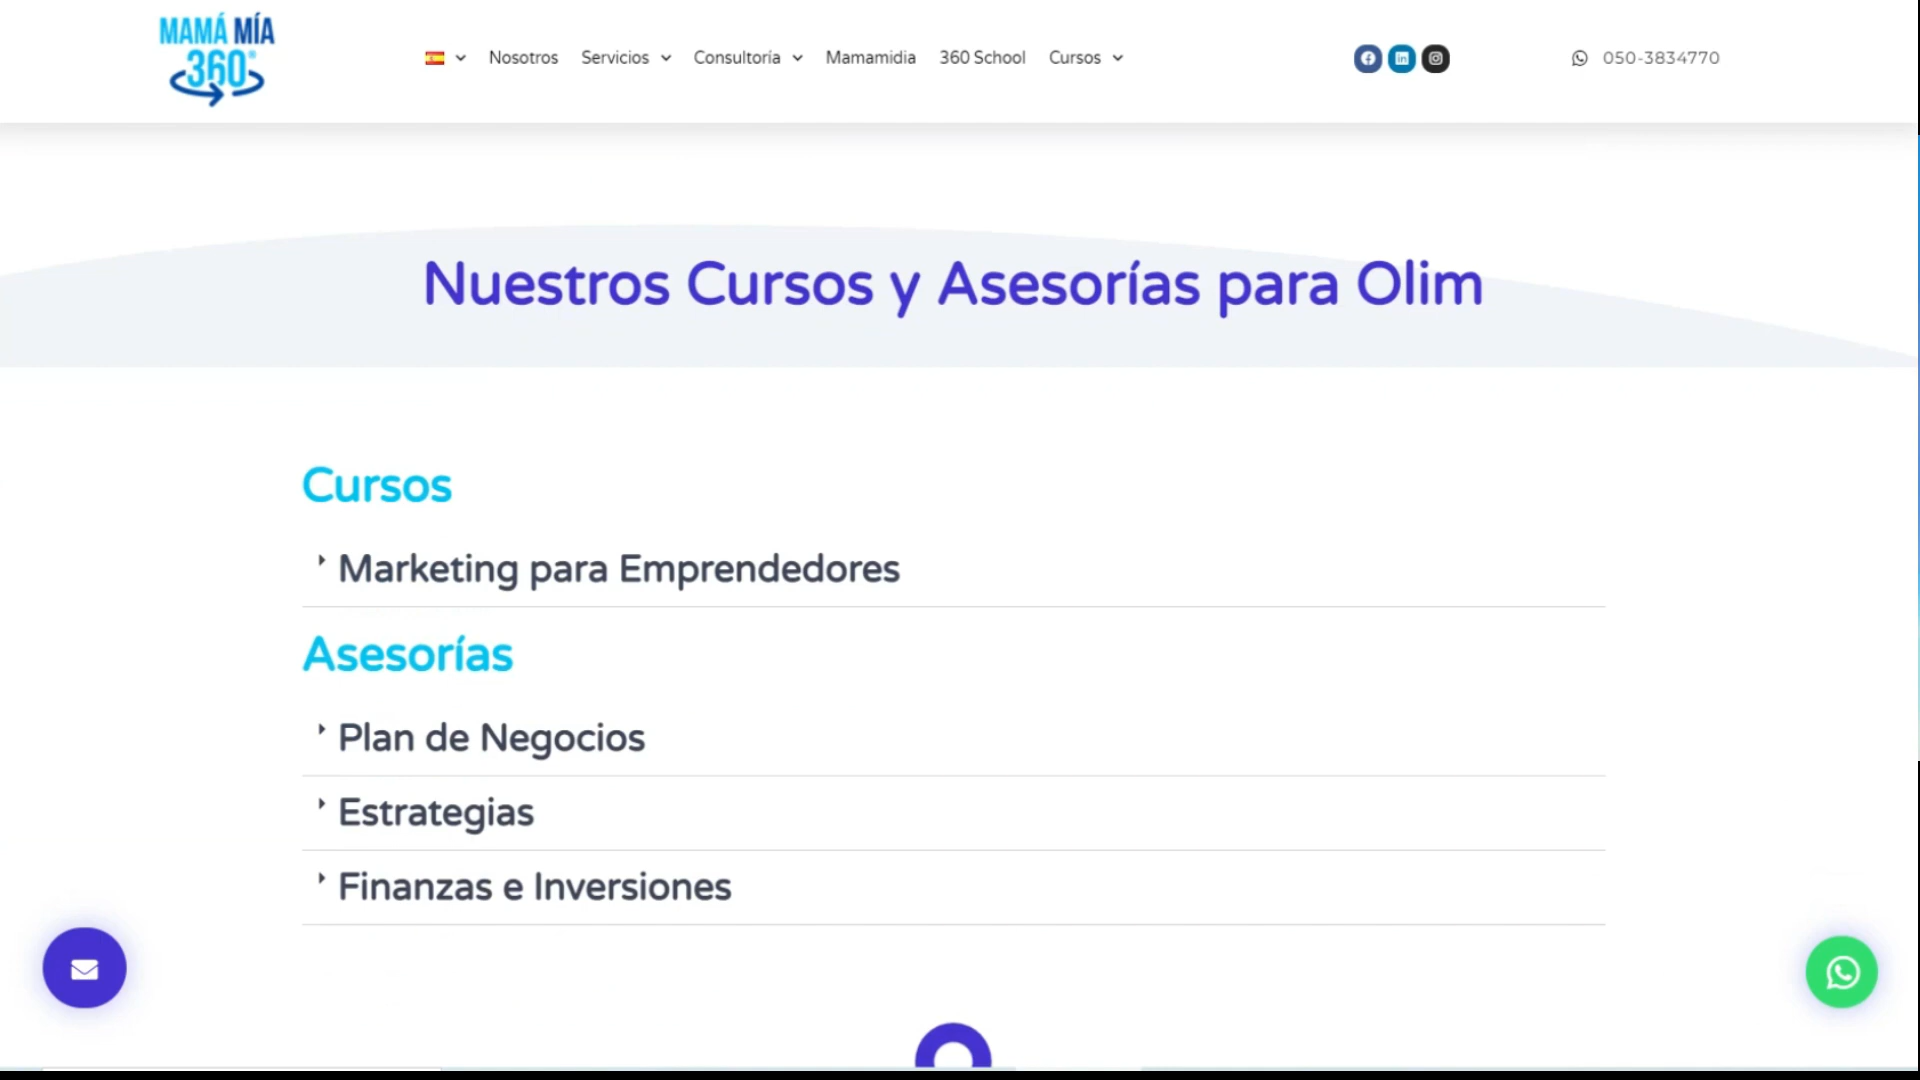 MAMÁ MÍA
360°
Nosotros
Servicios
Consultoría
Mamamidia
360 School
Cursos
050-3834770
Nuestros Cursos y Asesorías para Olim
Cursos
Marketing para Emprendedores
Asesorías
Plan de Negocios
Estrategias
Finanzas e Inversiones